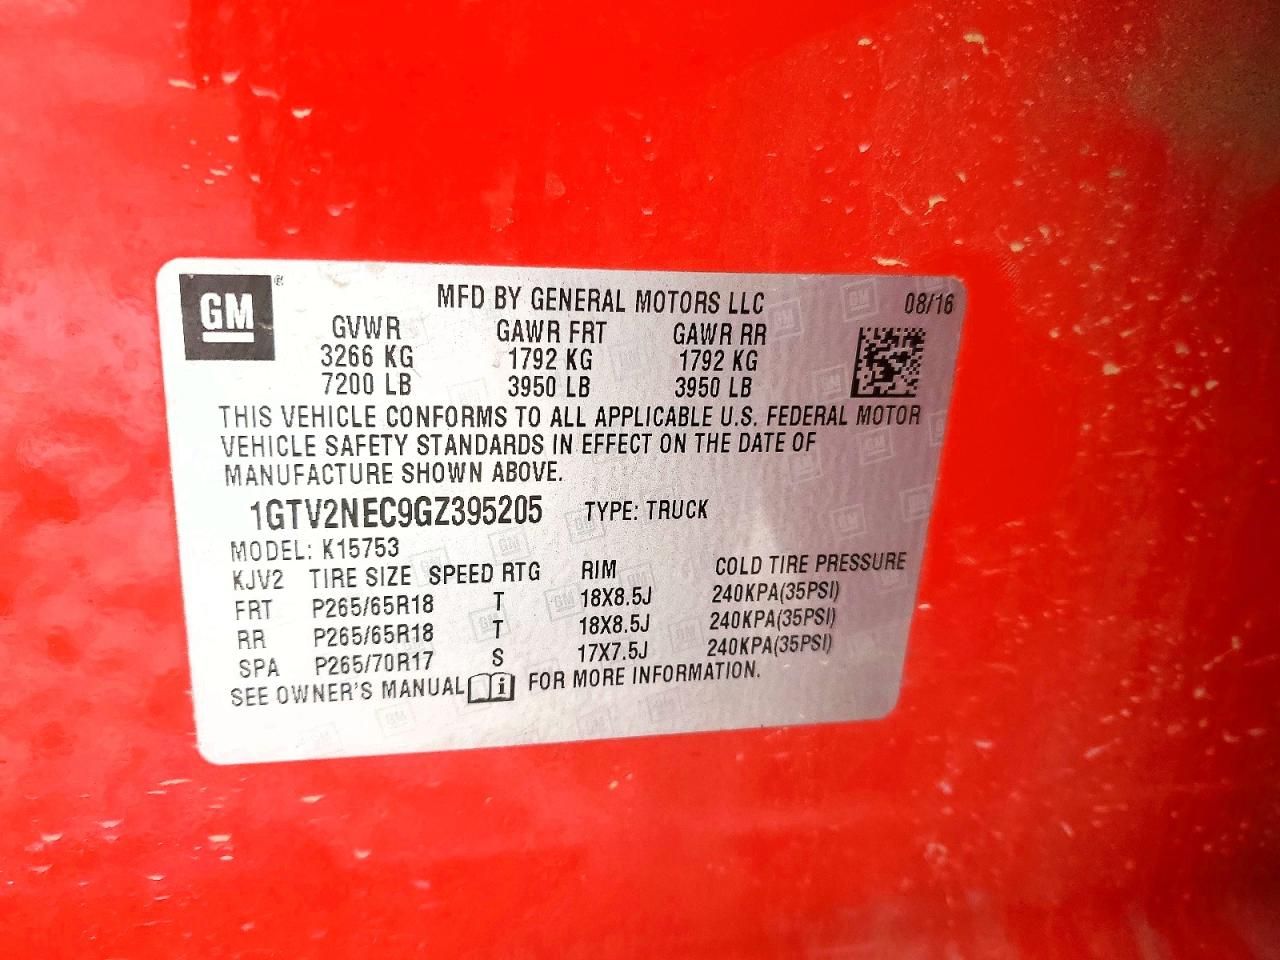 GM ®
MFD BY GENERAL MOTORS LLC 08/16
GVWR GAWR FRT GAWR RR
3266 KG 1792 KG 1792 KG
7200 LB 3950 LB 3950 LB
THIS VEHICLE CONFORMS TO ALL APPLICABLE U.S. FEDERAL MOTOR
VEHICLE SAFETY STANDARDS IN EFFECT ON THE DATE OF
MANUFACTURE SHOWN ABOVE.
1GTV2NEC9GZ395205 TYPE: TRUCK
MODEL: K15753
KJV2 TIRE SIZE SPEED RTG RIM COLD TIRE PRESSURE
FRT P265/65R18 T 18X8.5J 240KPA(35PSI)
RR P265/65R18 T 18X8.5J 240KPA(35PSI)
SPA P265/70R17 S 17X7.5J 240KPA(35PSI)
SEE OWNER'S MANUAL i FOR MORE INFORMATION.